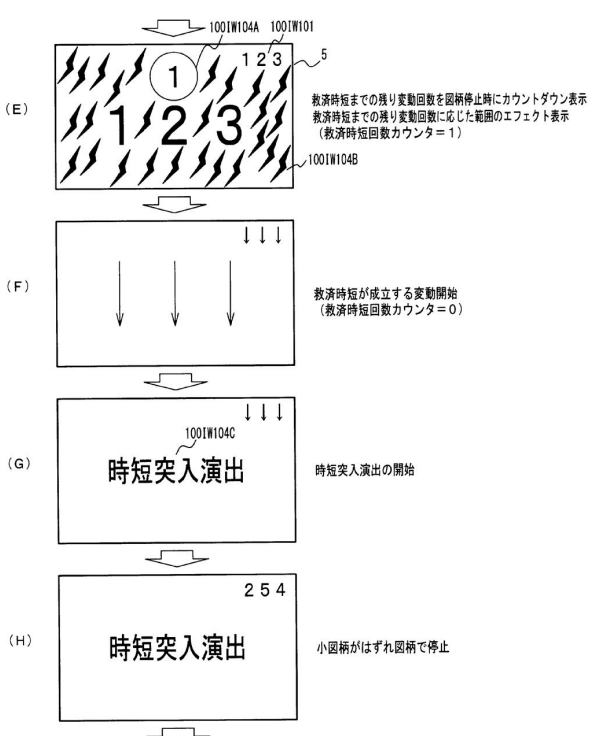 100IW104A
100IW101
(E)
1
1 2 3
5
1 2 3
救済時短までの残り変動回数を図柄停止時にカウントダウン表示
救済時短までの残り変動回数に応じた範囲のエフェクト表示
(救済時短回数カウンタ=1)
100IW104B
(F)
↓ ↓ ↓
救済時短が成立する変動開始
(救済時短回数カウンタ=0)
(G)
↓ ↓ ↓
100IW104C
時短突入演出
時短突入演出の開始
(H)
2 5 4
時短突入演出
小図柄がはずれ図柄で停止